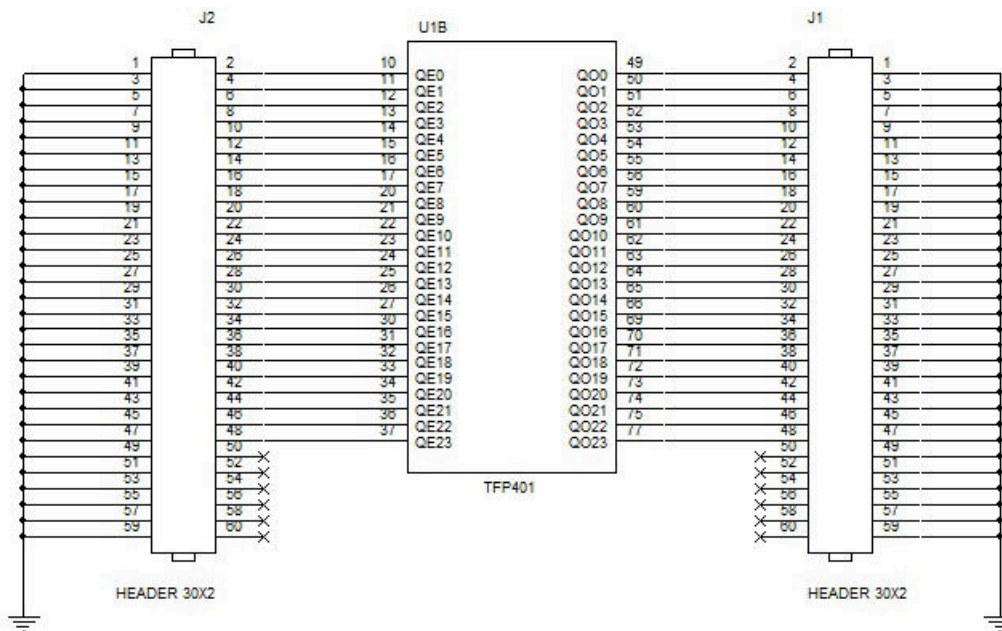 J2 U1B J1
1 2 10 QE0 QO0 49 2 1
3 4 11 QE1 QO1 50 4 3
5 6 12 QE2 QO2 51 6 5
7 8 13 QE3 QO3 52 8 7
9 10 14 QE4 QO4 53 10 9
11 12 15 QE5 QO5 54 12 11
13 14 16 QE6 QO6 55 14 13
15 16 17 QE7 QO7 56 16 15
17 18 20 QE8 QO8 59 18 17
19 20 21 QE9 QO9 60 20 19
21 22 22 QE10 QO10 61 22 21
23 24 23 QE11 QO11 62 24 23
25 26 24 QE12 QO12 63 26 25
27 28 25 QE13 QO13 64 28 27
29 30 26 QE14 QO14 65 30 29
31 32 27 QE15 QO15 66 32 31
33 34 30 QE16 QO16 69 34 33
35 36 31 QE17 QO17 70 36 35
37 38 32 QE18 QO18 71 38 37
39 40 33 QE19 QO19 72 40 39
41 42 34 QE20 QO20 73 42 41
43 44 35 QE21 QO21 74 44 43
45 46 36 QE22 QO22 75 46 45
47 48 37 QE23 QO23 77 48 47
49 50 50 49
51 52 52 51
53 54 54 53
55 56 56 55
57 58 58 57
59 60 60 59
TFP401
HEADER 30X2 HEADER 30X2